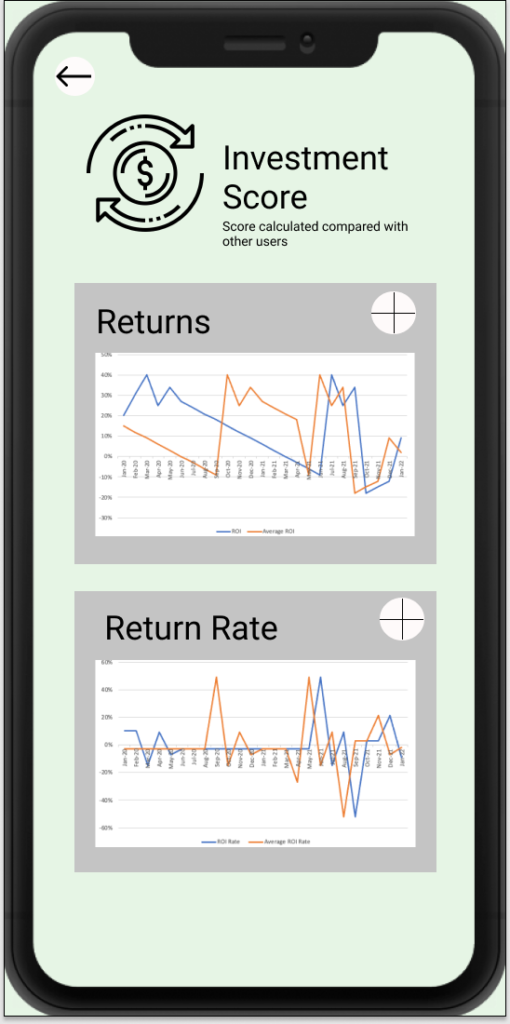 $
Investment
Score
Score calculated compared with
other users
Returns
50%
40%
30%
20%
10%
0%
-10%
-20%
-30%
Jan-20 Feb-20 Mar-20 Apr-20 May-20 Jun-20 Jul-20 Aug-20 Sep-20 Oct-20 Nov-20 Dec-20 Jan-21 Feb-21 Mar-21 Apr-21 Jul-21 Aug-21 Sep-21 Oct-21 Nov-21 Dec-21 Jan-22
ROI Average ROI
Return Rate
60%
40%
20%
0%
-20%
-40%
-60%
Jan-20 Feb-20 Mar-20 Apr-20 May-20 Jun-20 Jul-20 Aug-20 Sep-20 Oct-20 Nov-20 Dec-20 Jan-21 Feb-21 Mar-21 Apr-21 May-21 Jun-21 Jul-21 Aug-21 Sep-21 Oct-21 Nov-21 Dec-21 Jan-22
ROI Rate Average ROI Rate